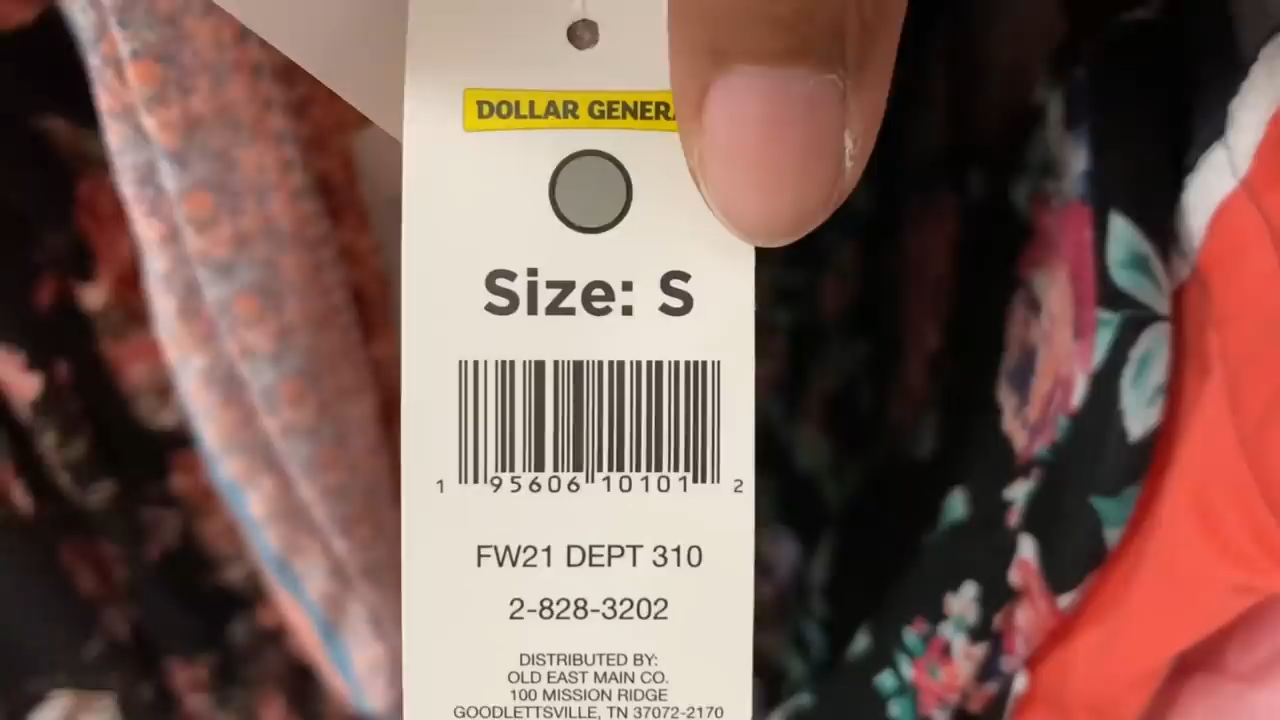 DOLLAR GENERA
Size: S
1 95606 10101 2
FW21 DEPT 310
2-828-3202
DISTRIBUTED BY:
OLD EAST MAIN CO.
100 MISSION RIDGE
GOODLETTSVILLE, TN 37072-2170